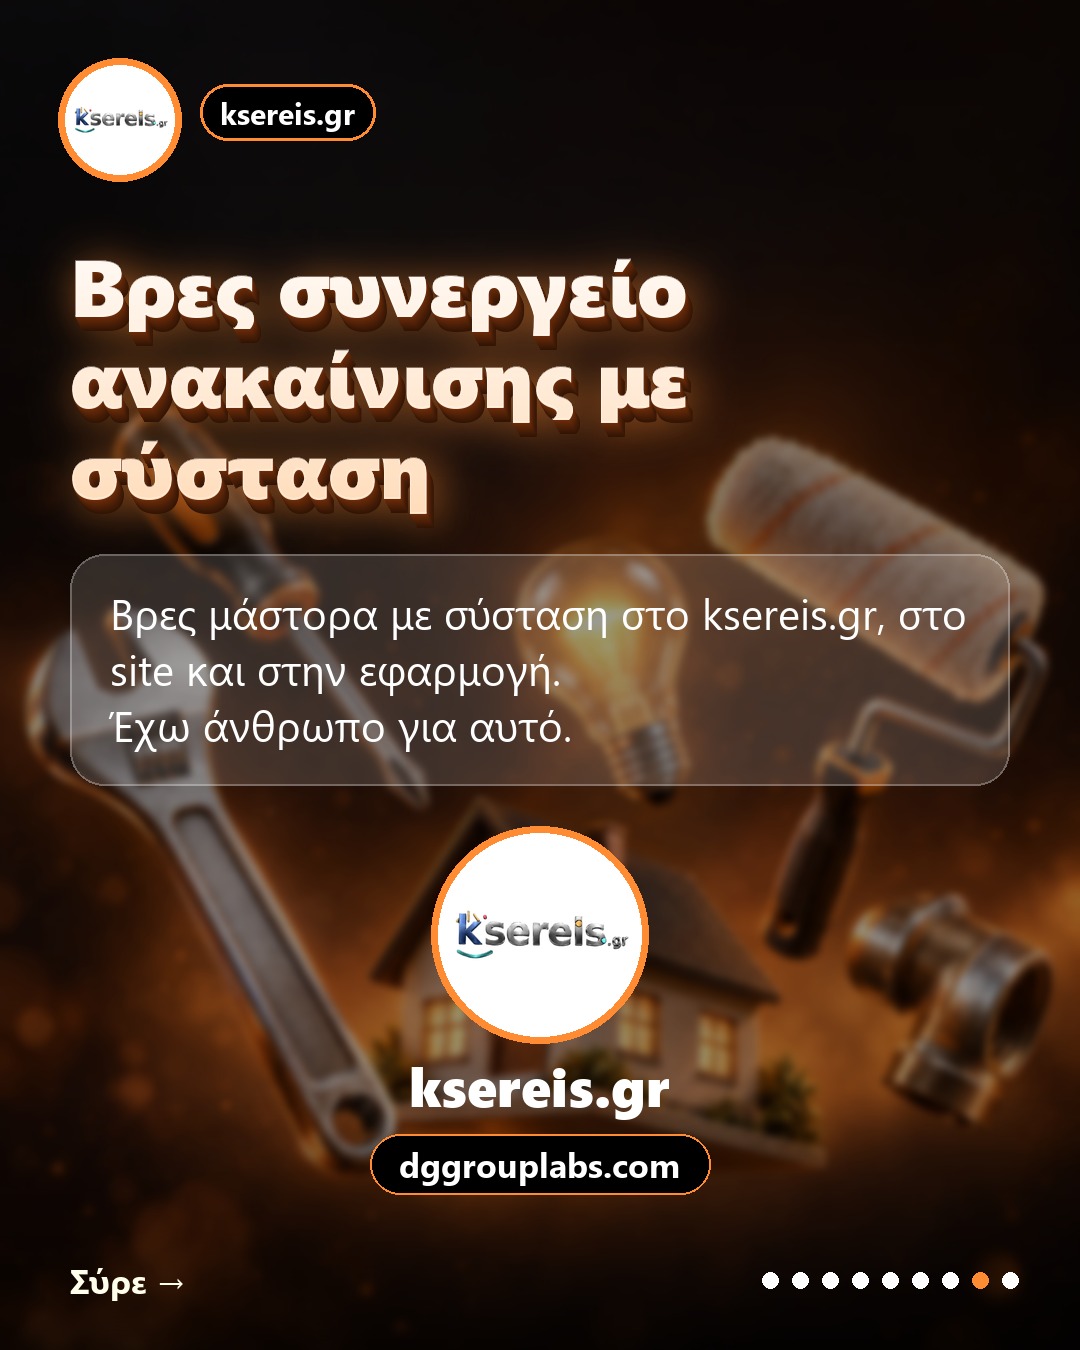 ksereis.gr
ksereis.gr
Βρες συνεργείο
ανακαίνισης με
σύσταση
Βρες μάστορα με σύσταση στο ksereis.gr, στο
site και στην εφαρμογή.
Έχω άνθρωπο για αυτό.
ksereis.gr
ksereis.gr
dggrouplabs.com
Σύρε →